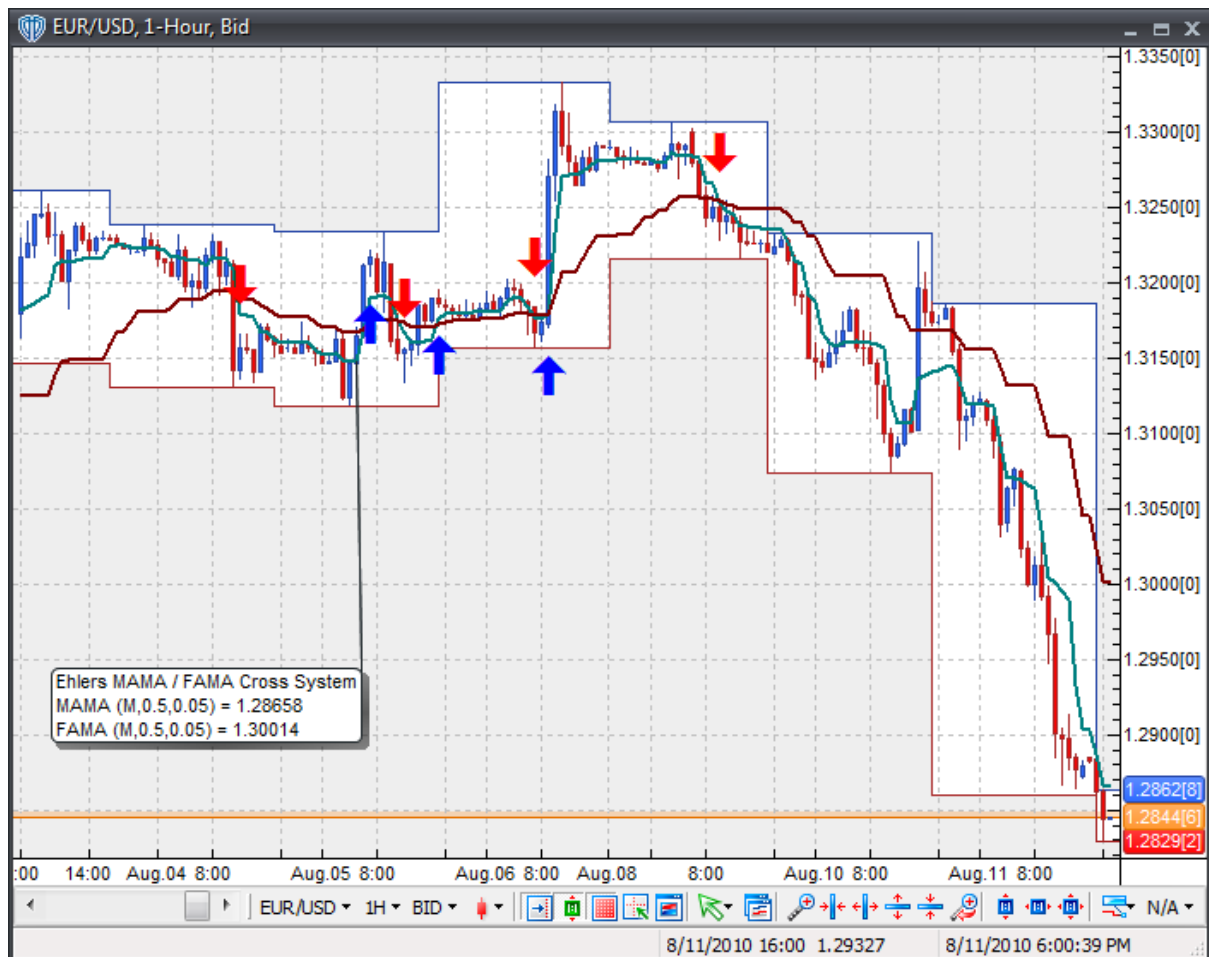 EUR/USD, 1-Hour, Bid
1.3350[0]
1.3300[0]
1.3250[0]
1.3200[0]
1.3150[0]
1.3100[0]
1.3050[0]
1.3000[0]
1.2950[0]
1.2900[0]
1.2862[8]
1.2844[6]
1.2829[2]
Ehlers MAMA / FAMA Cross System
MAMA (M,0.5,0.05) = 1.28658
FAMA (M,0.5,0.05) = 1.30014
:00 14:00 Aug.04 8:00 Aug.05 8:00 Aug.06 8:00 Aug.08 8:00 Aug.10 8:00 Aug.11 8:00
EUR/USD 1H BID N/A
8/11/2010 16:00 1.29327 8/11/2010 6:00:39 PM